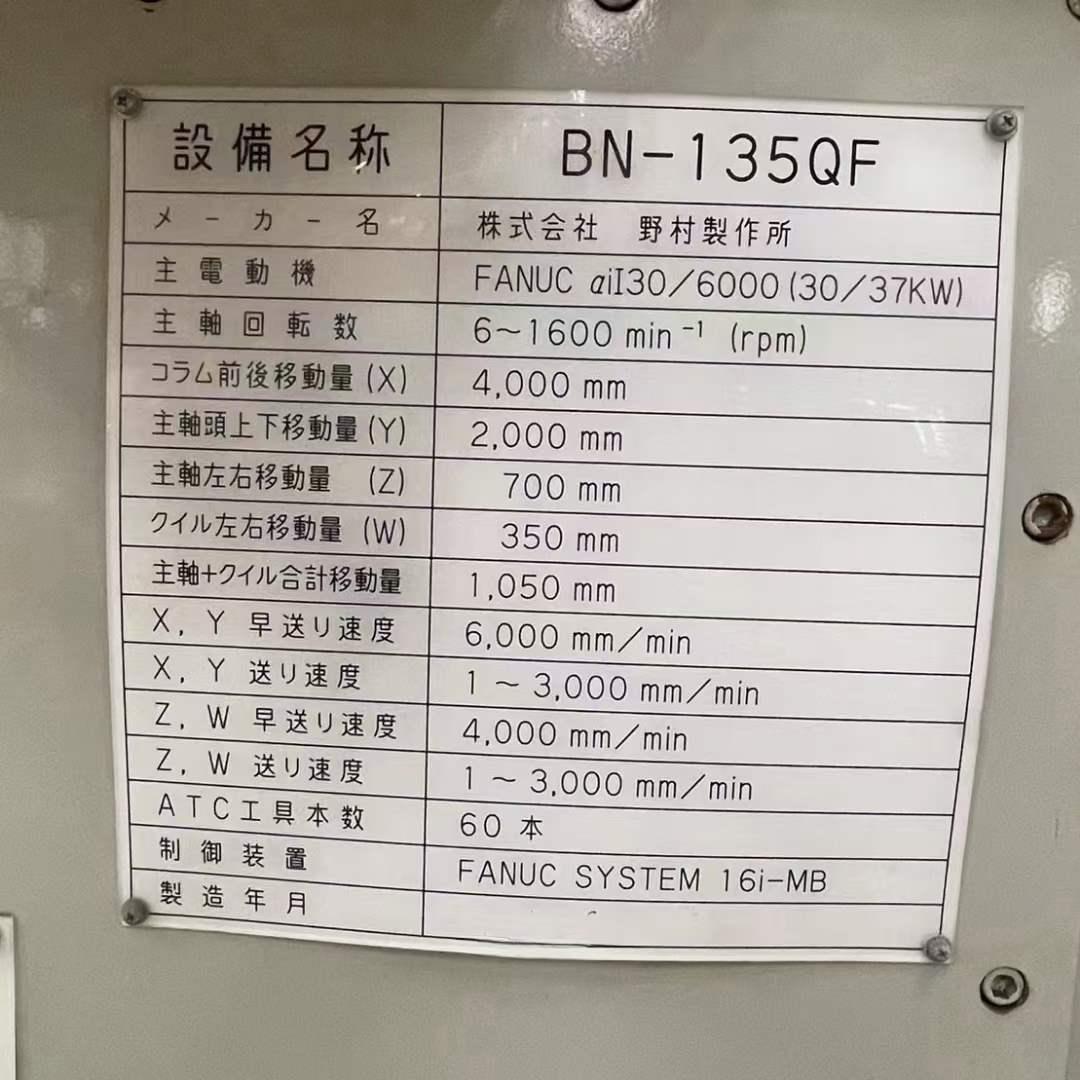 設備名称 BN-135QF
メーカー名 株式会社 野村製作所
主電動機 FANUC αiI30/6000(30/37KW)
主軸回転数 6~1600 min⁻¹ (rpm)
コラム前後移動量(X) 4,000 mm
主軸頭上下移動量(Y) 2,000 mm
主軸左右移動量 (Z) 700 mm
クイル左右移動量 (W) 350 mm
主軸+クイル合計移動量 1,050 mm
X, Y 早送り速度 6,000 mm/min
X, Y 送り速度 1 ~ 3,000 mm/min
Z, W 早送り速度 4,000 mm/min
Z, W 送り速度 1 ~ 3,000 mm/min
ATC工具本数 60 本
制御装置 FANUC SYSTEM 16i-MB
製造年月